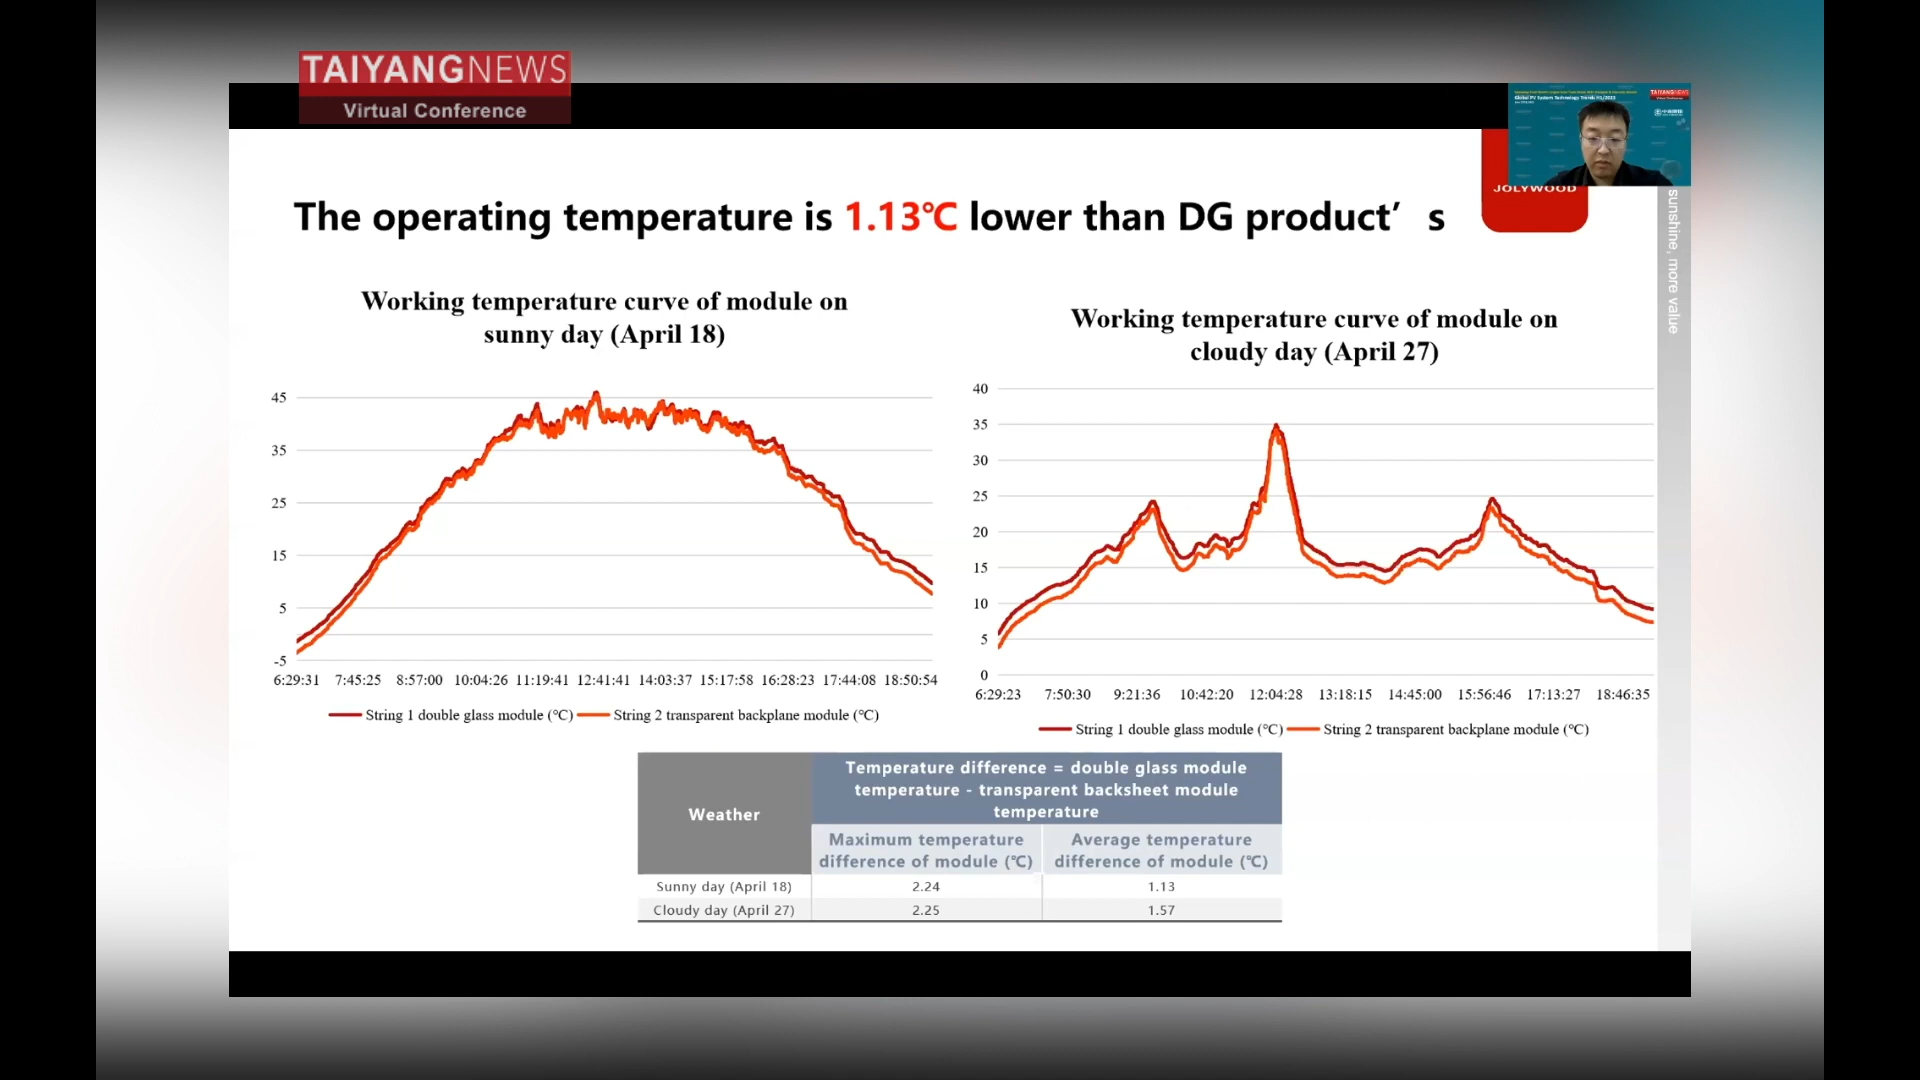 TAIYANGNEWS
Virtual Conference
TAIYANGNEWS
JOLYWOOD
sunshine, more value
The operating temperature is 1.13℃ lower than DG product’ s
Working temperature curve of module on
sunny day (April 18)
45
35
25
15
5
-5
6:29:31 7:45:25 8:57:00 10:04:26 11:19:41 12:41:41 14:03:37 15:17:58 16:28:23 17:44:08 18:50:54
String 1 double glass module (℃) String 2 transparent backplane module (℃)
Working temperature curve of module on
cloudy day (April 27)
40
35
30
25
20
15
10
5
0
6:29:23 7:50:30 9:21:36 10:42:20 12:04:28 13:18:15 14:45:00 15:56:46 17:13:27 18:46:35
String 1 double glass module (℃) String 2 transparent backplane module (℃)
Weather
Temperature difference = double glass module
temperature - transparent backsheet module
temperature
Maximum temperature
difference of module (℃)
Average temperature
difference of module (℃)
Sunny day (April 18) 2.24 1.13
Cloudy day (April 27) 2.25 1.57